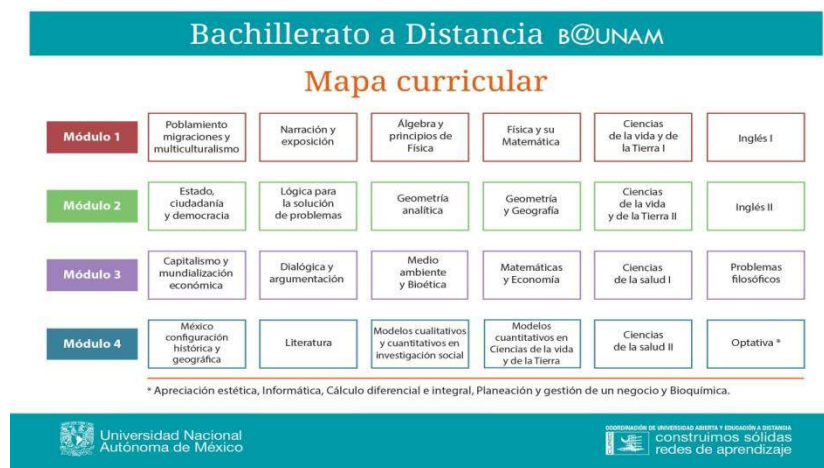 Bachillerato a Distancia B@UNAM
Mapa curricular
Módulo 1
Poblamiento
migraciones y
multiculturalismo
Narración y
exposición
Álgebra y
principios de
Física
Física y su
Matemática
Ciencias
de la vida y de
la Tierra I
Inglés I
Módulo 2
Estado,
ciudadanía
y democracia
Lógica para
la solución
de problemas
Geometría
analítica
Geometría
y Geografía
Ciencias
de la vida
y de la Tierra II
Inglés II
Módulo 3
Capitalismo y
mundialización
económica
Dialógica y
argumentación
Medio
ambiente
y Bioética
Matemáticas
y Economía
Ciencias
de la salud I
Problemas
filosóficos
Módulo 4
México
configuración
histórica y
geográfica
Literatura
Modelos cualitativos
y cuantitativos en
investigación social
Modelos
cuantitativos en
Ciencias de la vida
y de la Tierra
Ciencias
de la salud II
Optativa *
* Apreciación estética, Informática, Cálculo diferencial e integral, Planeación y gestión de un negocio y Bioquímica.
Universidad Nacional
Autónoma de México
COORDINACIÓN DE UNIVERSIDAD ABIERTA Y EDUCACIÓN A DISTANCIA
construimos sólidas
redes de aprendizaje